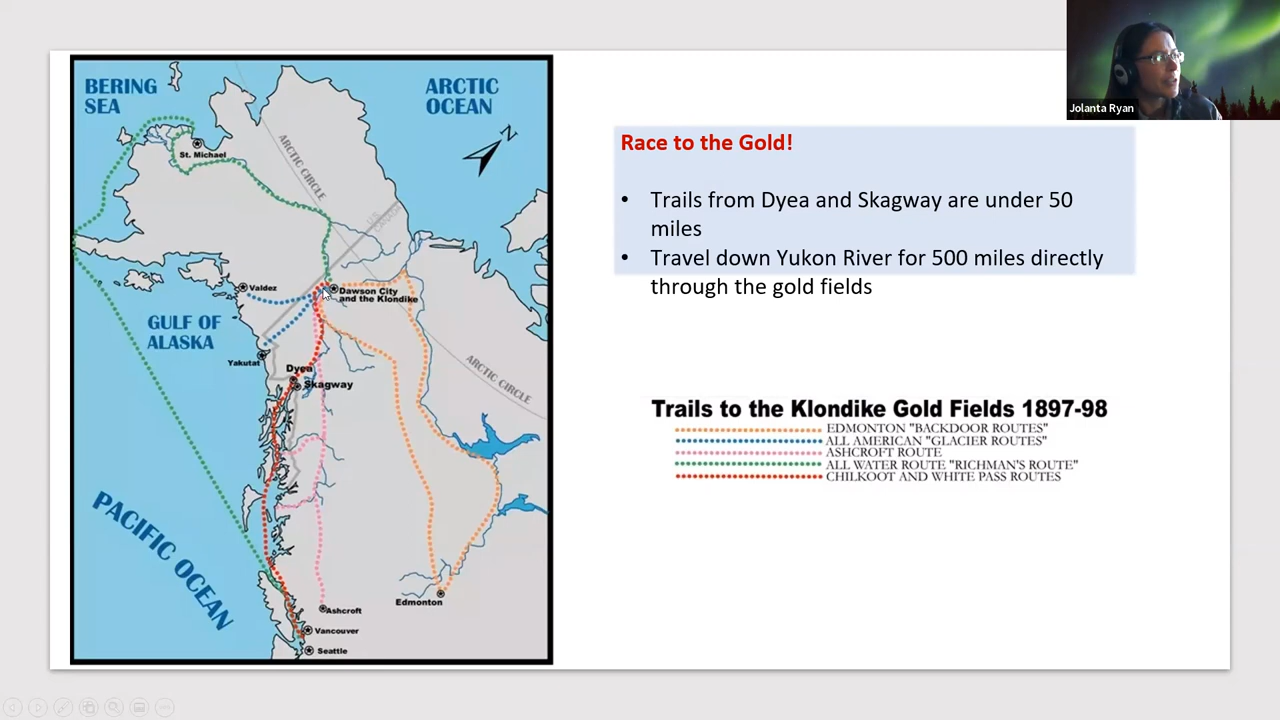 BERING
SEA
ARCTIC
OCEAN
N
St. Michael
ARCTIC CIRCLE
U.S.
CANADA
Valdez
Dawson City
and the Klondike
GULF OF
ALASKA
Yakutat
Dyea
Skagway
ARCTIC CIRCLE
PACIFIC OCEAN
Edmonton
Ashcroft
Vancouver
Seattle
Jolanta Ryan
Race to the Gold!
• Trails from Dyea and Skagway are under 50
miles
• Travel down Yukon River for 500 miles directly
through the gold fields
Trails to the Klondike Gold Fields 1897-98
EDMONTON "BACKDOOR ROUTES"
ALL AMERICAN "GLACIER ROUTES"
ASHCROFT ROUTE
ALL WATER ROUTE "RICHMAN'S ROUTE"
CHILKOOT AND WHITE PASS ROUTES